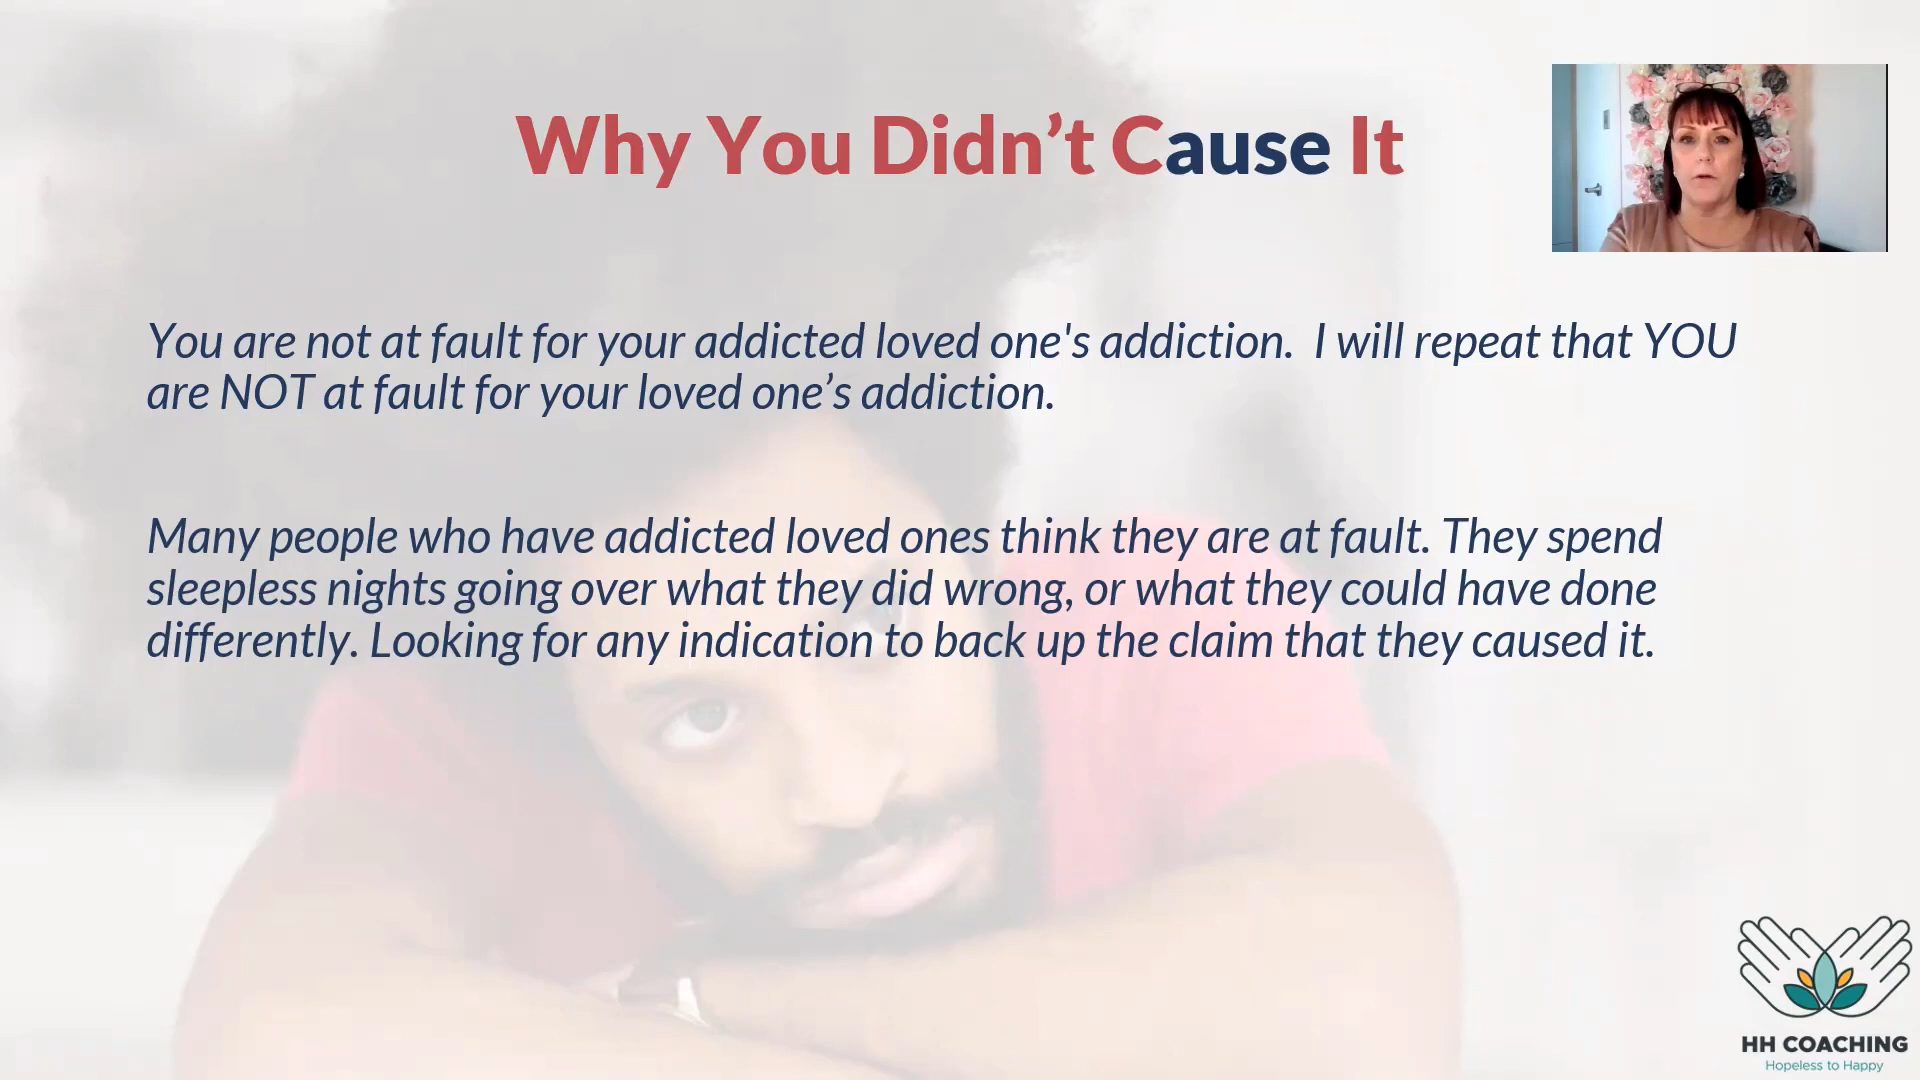 Why You Didn’t Cause It
You are not at fault for your addicted loved one's addiction.  I will repeat that YOU
are NOT at fault for your loved one’s addiction.
Many people who have addicted loved ones think they are at fault. They spend
sleepless nights going over what they did wrong, or what they could have done
differently. Looking for any indication to back up the claim that they caused it.
HH COACHING
Hopeless to Happy